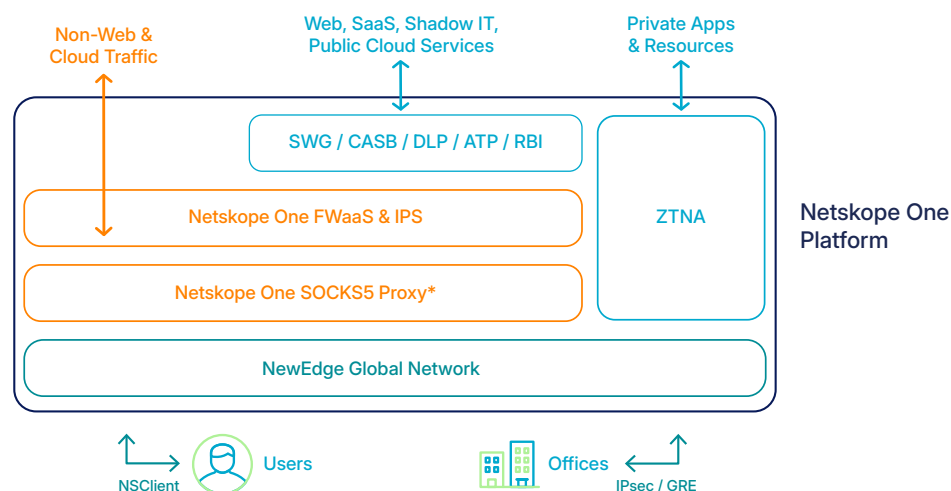 Non-Web &
Cloud Traffic
Web, SaaS, Shadow IT,
Public Cloud Services
Private Apps
& Resources
SWG / CASB / DLP / ATP / RBI
Netskope One FWaaS & IPS
ZTNA
Netskope One
Platform
Netskope One SOCKS5 Proxy*
NewEdge Global Network
Users
NSClient
Offices
IPsec / GRE